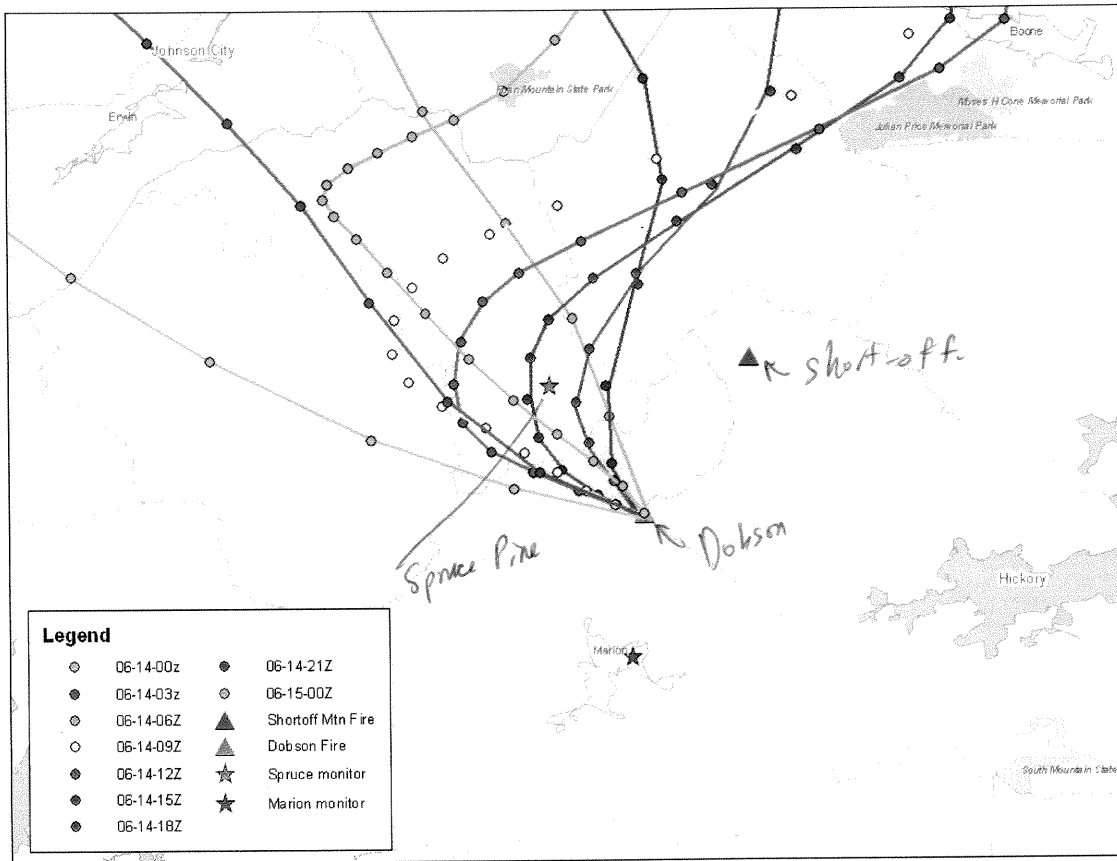 Johnson City
Boone
Roan Mountain State Park
Moses H Cone Memorial Park
Erwin
Julian Price Memorial Park
short-off.
Spruce Pine
Dobson
Hickory
Marion
South Mountain State
Legend
06-14-00z
06-14-03z
06-14-06Z
06-14-09Z
06-14-12Z
06-14-15Z
06-14-18Z
06-14-21Z
06-15-00Z
Shortoff Mtn Fire
Dobson Fire
Spruce monitor
Marion monitor